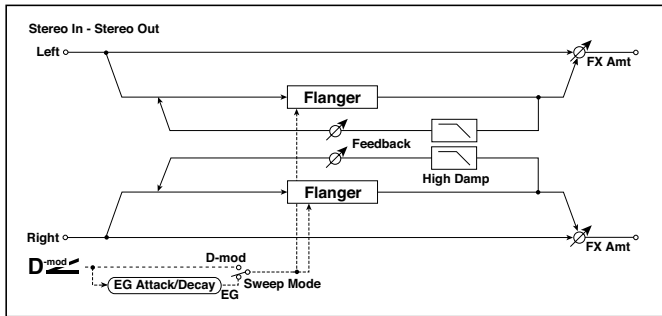 Stereo In - Stereo Out
Left
FX Amt
Flanger
Feedback
High Damp
Flanger
Right
FX Amt
D-mod
D-mod
EG Attack/Decay
EG
Sweep Mode